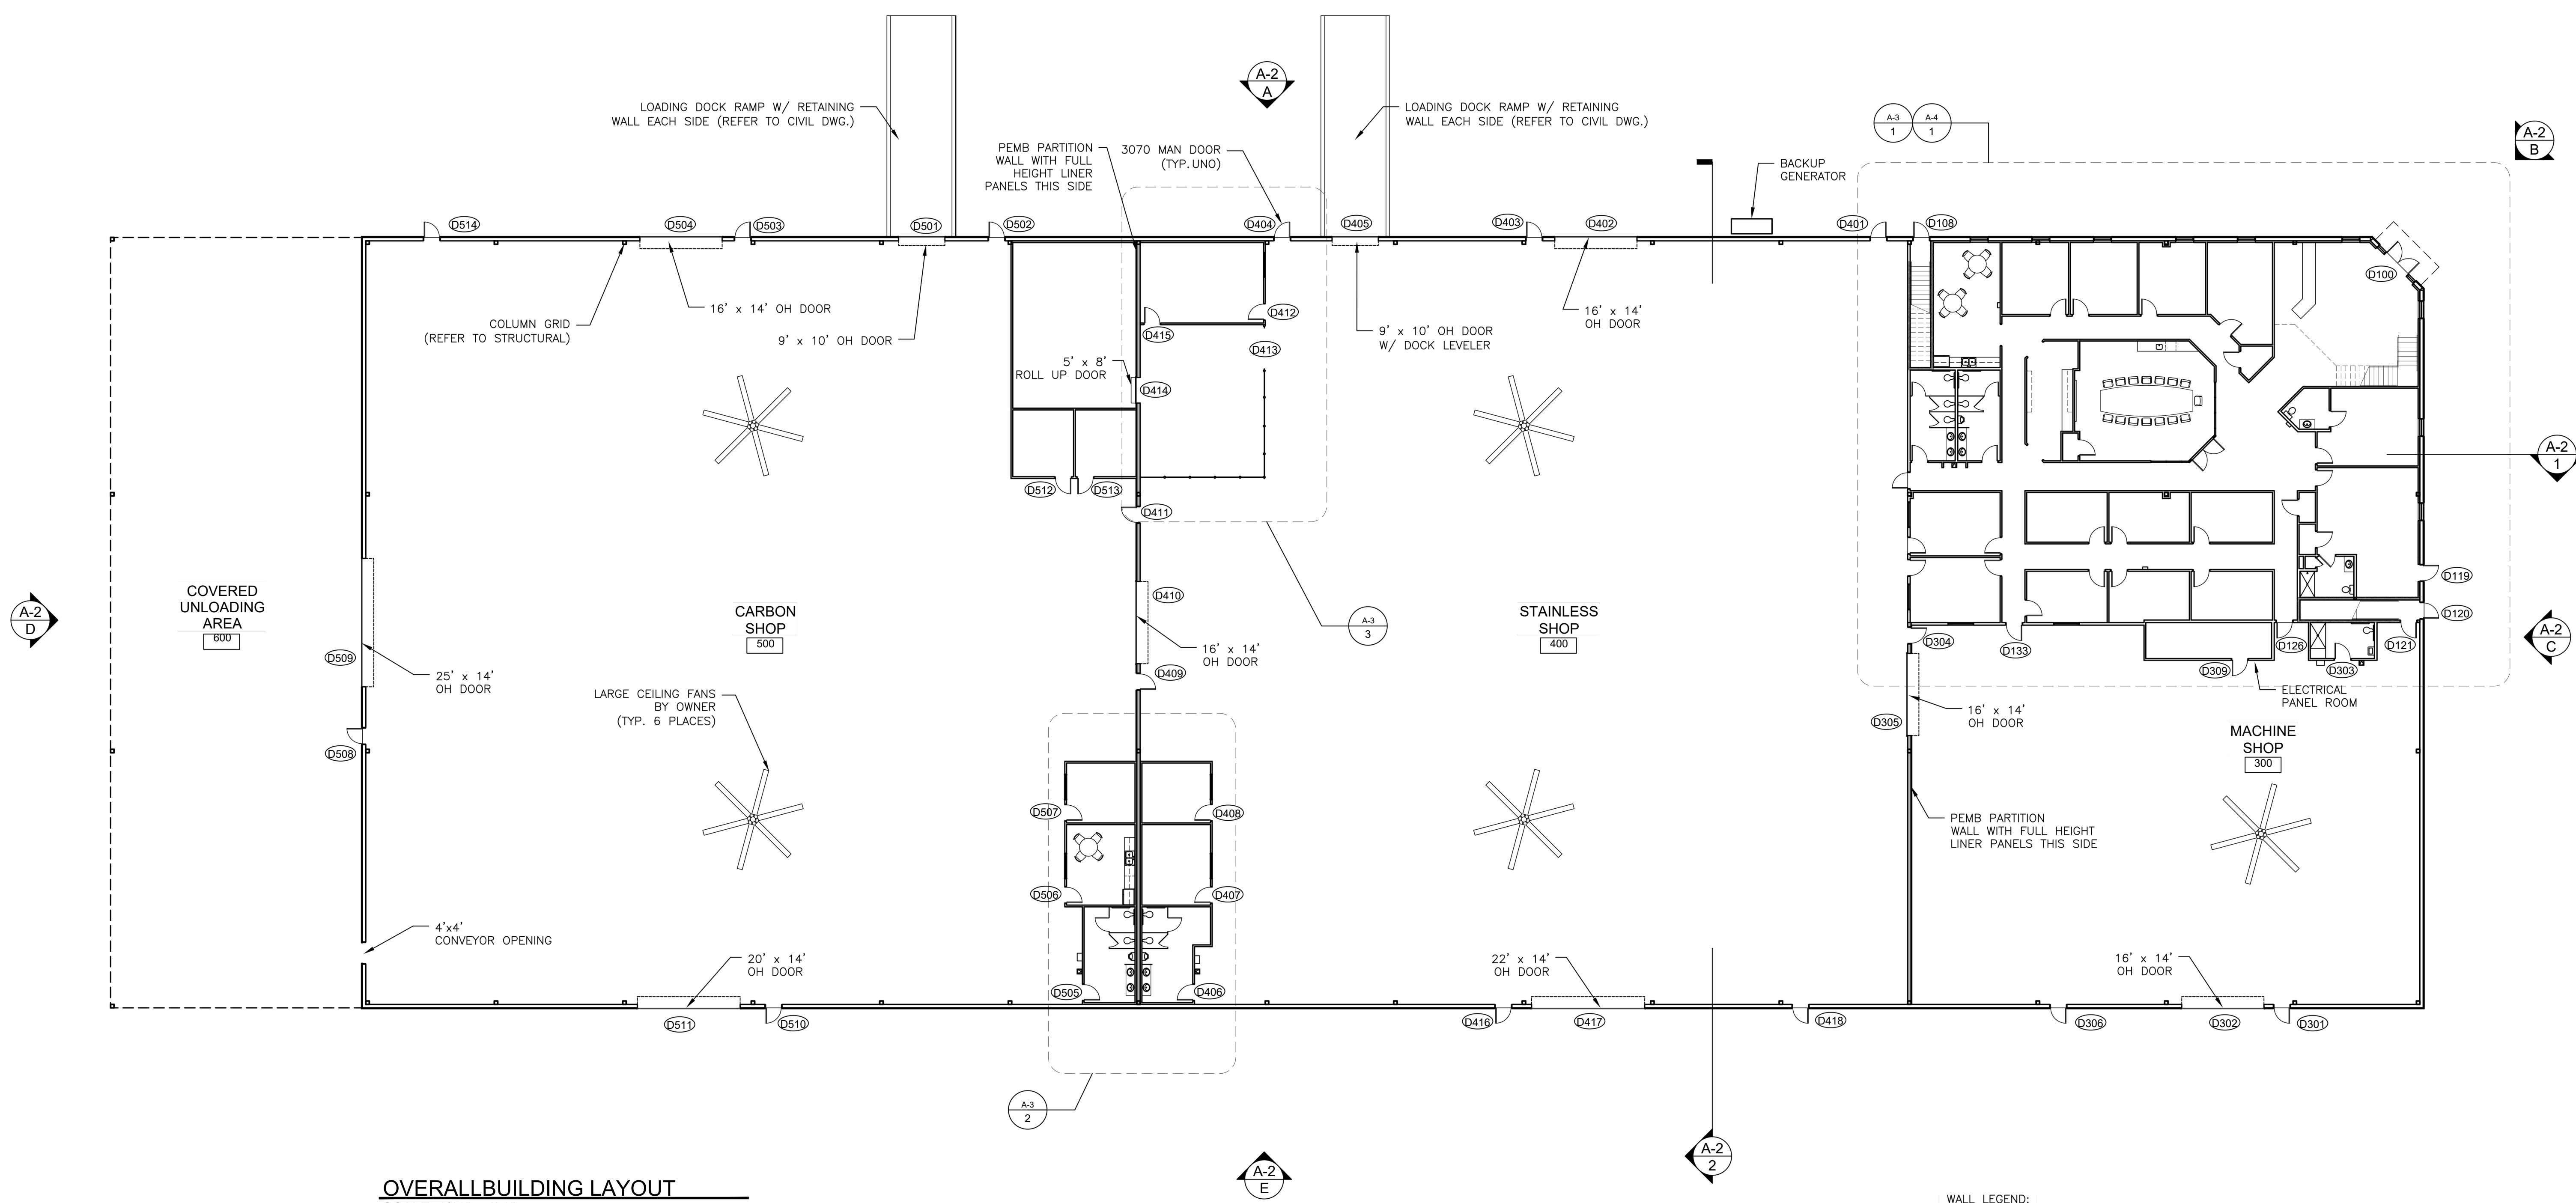 LOADING DOCK RAMP W/ RETAINING
WALL EACH SIDE (REFER TO CIVIL DWG.)
A-2
A
LOADING DOCK RAMP W/ RETAINING
WALL EACH SIDE (REFER TO CIVIL DWG.)
A-3
1
A-4
1
A-2
B
PEMB PARTITION
WALL WITH FULL
HEIGHT LINER
PANELS THIS SIDE
3070 MAN DOOR
(TYP. UNO)
BACKUP
GENERATOR
D514
D504
D503
D501
D502
D404
D405
D403
D402
D401
D108
D100
16' x 14' OH DOOR
COLUMN GRID
(REFER TO STRUCTURAL)
9' x 10' OH DOOR
D412
D415
D413
9' x 10' OH DOOR
W/ DOCK LEVELER
16' x 14'
OH DOOR
5' x 8'
ROLL UP DOOR
D414
D512
D513
D411
A-2
1
COVERED
UNLOADING
AREA
600
A-2
D
CARBON
SHOP
500
D410
STAINLESS
SHOP
400
A-3
3
D119
D120
A-2
C
D509
25' x 14'
OH DOOR
16' x 14'
OH DOOR
D409
D304
D133
D126
D121
D309
D303
ELECTRICAL
PANEL ROOM
LARGE CEILING FANS
BY OWNER
(TYP. 6 PLACES)
D305
16' x 14'
OH DOOR
MACHINE
SHOP
300
D508
D507
D408
PEMB PARTITION
WALL WITH FULL HEIGHT
LINER PANELS THIS SIDE
D506
D407
4'x4'
CONVEYOR OPENING
20' x 14'
OH DOOR
22' x 14'
OH DOOR
16' x 14'
OH DOOR
D505
D406
D511
D510
D416
D417
D418
D306
D302
D301
A-3
2
A-2
E
A-2
2
OVERALLBUILDING LAYOUT
WALL LEGEND: